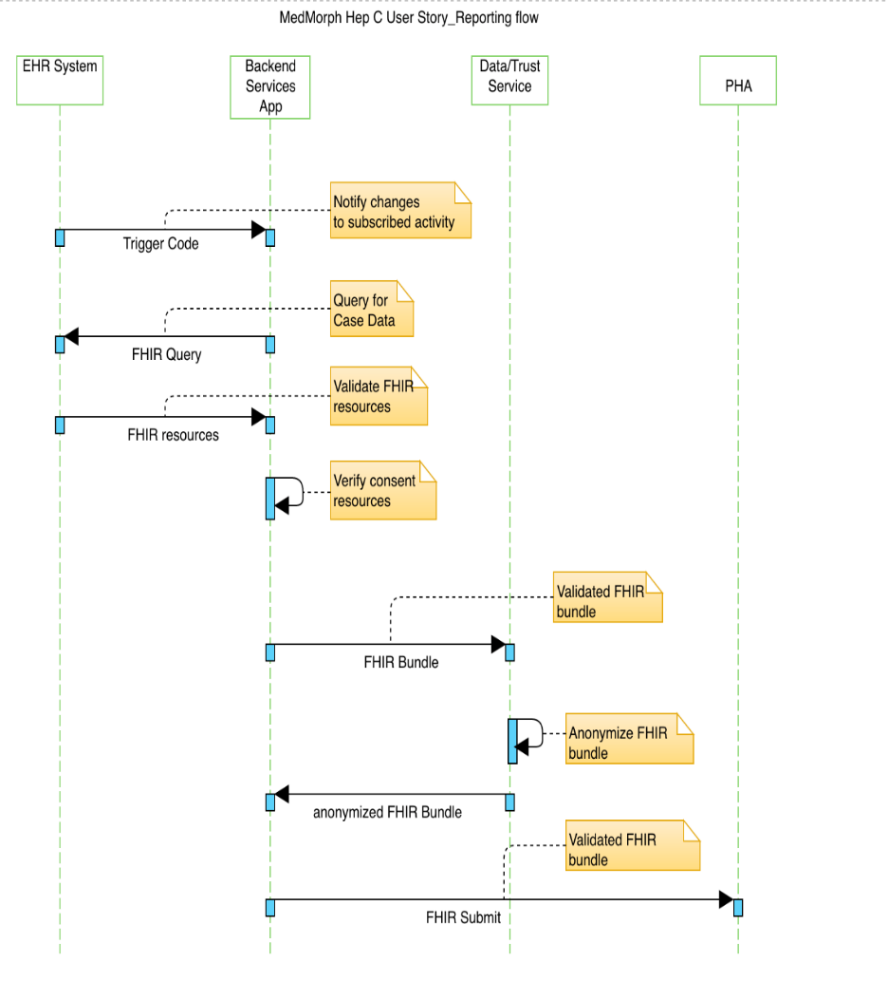 MedMorph Hep C User Story_Reporting flow
EHR System
Backend
Services
App
Data/Trust
Service
PHA
Notify changes
to subscribed activity
Trigger Code
Query for
Case Data
FHIR Query
Validate FHIR
resources
FHIR resources
Verify consent
resources
Validated FHIR
bundle
FHIR Bundle
Anonymize FHIR
bundle
anonymized FHIR Bundle
Validated FHIR
bundle
FHIR Submit